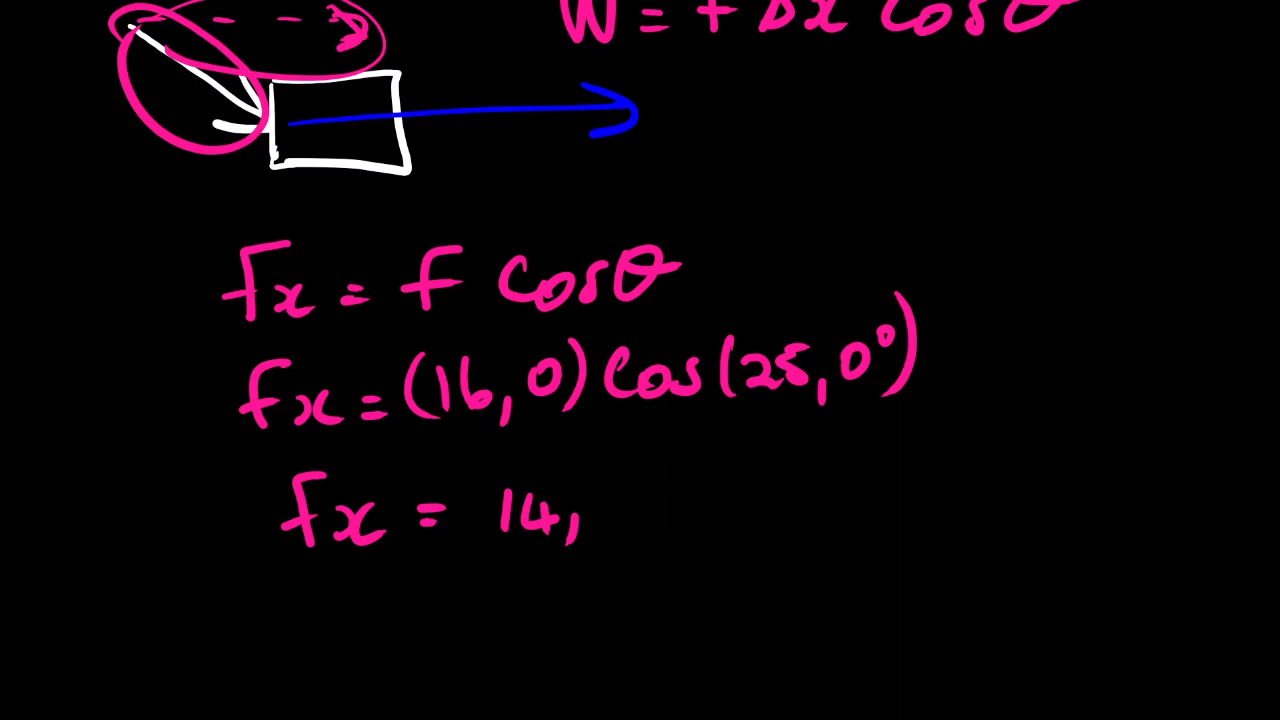 W = F Δx Cosθ
Fx = F Cosθ
Fx = (16,0) Cos(25,0°)
Fx = 14,